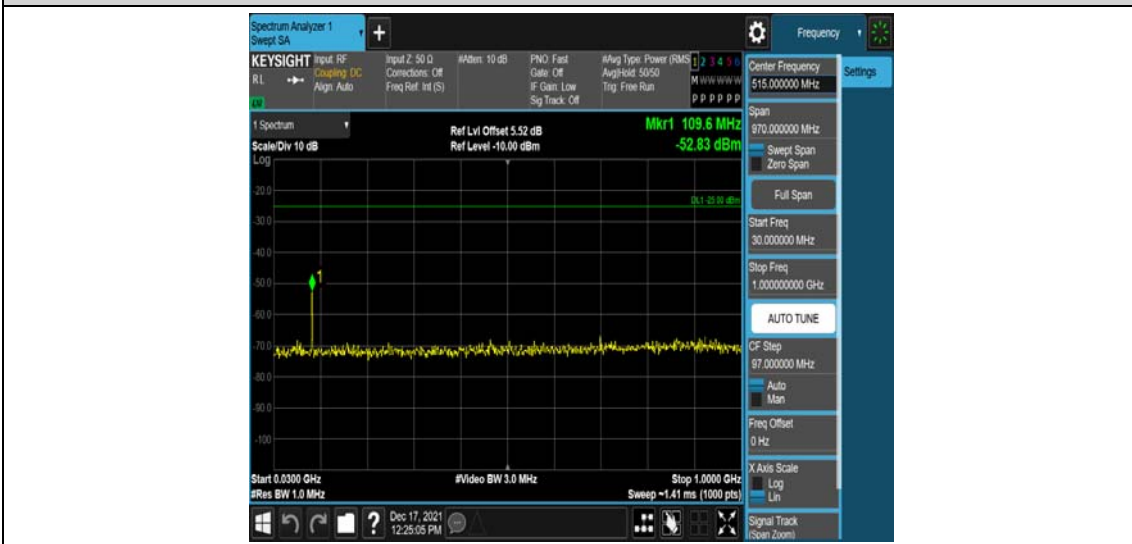 Spectrum Analyzer 1
Swept SA
+
Frequency
KEYSIGHT
RL
Input: RF
Coupling: DC
Align: Auto
Input Z: 50 Ω
Corrections: Off
Freq Ref: Int (S)
#Atten: 10 dB
PNO: Fast
Gate: Off
IF Gain: Low
Sig Track: Off
#Avg Type: Power (RMS
Avg|Hold: 50/50
Trig: Free Run
1 2 3 4 5 6
M W W W W W
P P P P P P
1 Spectrum
Scale/Div 10 dB
Log
Ref Lvl Offset 5.52 dB
Ref Level -10.00 dBm
Mkr1 109.6 MHz
-52.83 dBm
DL1 -25.00 dBm
-20.0
-30.0
-40.0
-50.0
-60.0
-70.0
-80.0
-90.0
-100
1
Start 0.0300 GHz
#Res BW 1.0 MHz
#Video BW 3.0 MHz
Stop 1.0000 GHz
Sweep ~1.41 ms (1000 pts)
Center Frequency
515.000000 MHz
Settings
Span
970.000000 MHz
Swept Span
Zero Span
Full Span
Start Freq
30.000000 MHz
Stop Freq
1.000000000 GHz
AUTO TUNE
CF Step
97.000000 MHz
Auto
Man
Freq Offset
0 Hz
X Axis Scale
Log
Lin
Signal Track
(Span Zoom)
?
Dec 17, 2021
12:25:05 PM